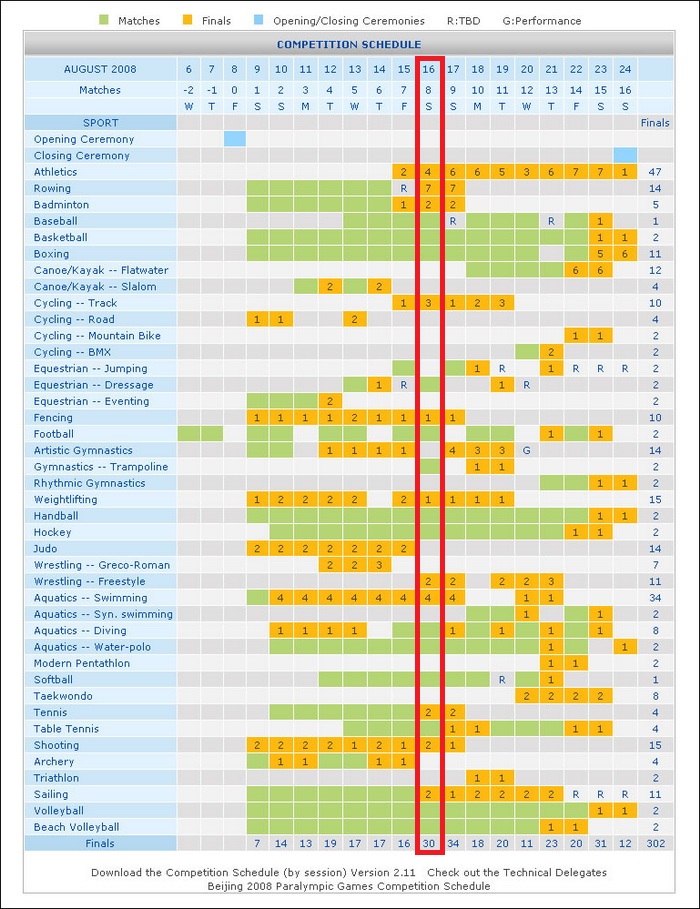 Matches Finals Opening/Closing Ceremonies R:TBD G:Performance
COMPETITION SCHEDULE
AUGUST 2008 6 7 8 9 10 11 12 13 14 15 16 17 18 19 20 21 22 23 24
Matches -2 -1 0 1 2 3 4 5 6 7 8 9 10 11 12 13 14 15 16
W T F S S M T W T F S S M T W T F S S
SPORT Finals
Opening Ceremony
Closing Ceremony
Athletics 2 4 6 6 5 3 6 7 7 1 47
Rowing R 7 7 14
Badminton 1 2 2 5
Baseball R R 1 1
Basketball 1 1 2
Boxing 5 6 11
Canoe/Kayak -- Flatwater 6 6 12
Canoe/Kayak -- Slalom 2 2 4
Cycling -- Track 1 3 1 2 3 10
Cycling -- Road 1 1 2 4
Cycling -- Mountain Bike 1 1 2
Cycling -- BMX 2 2
Equestrian -- Jumping 1 R 1 R R R 2
Equestrian -- Dressage 1 R 1 R 2
Equestrian -- Eventing 2 2
Fencing 1 1 1 1 2 1 1 1 1 10
Football 1 1 2
Artistic Gymnastics 1 1 1 1 4 3 3 G 14
Gymnastics -- Trampoline 1 1 2
Rhythmic Gymnastics 1 1 2
Weightlifting 1 2 2 2 2 2 1 1 1 1 15
Handball 1 1 2
Hockey 1 1 2
Judo 2 2 2 2 2 2 2 14
Wrestling -- Greco-Roman 2 2 3 7
Wrestling -- Freestyle 2 2 2 2 3 11
Aquatics -- Swimming 4 4 4 4 4 4 4 4 1 1 34
Aquatics -- Syn. swimming 1 1 2
Aquatics -- Diving 1 1 1 1 1 1 1 1 8
Aquatics -- Water-polo 1 1 2
Modern Pentathlon 1 1 2
Softball R 1 1
Taekwondo 2 2 2 2 8
Tennis 2 2 4
Table Tennis 1 1 1 1 4
Shooting 2 2 2 2 1 2 1 2 1 15
Archery 1 1 1 1 4
Triathlon 1 1 2
Sailing 2 1 2 2 2 2 R R R 11
Volleyball 1 1 2
Beach Volleyball 1 1 2
Finals 7 14 13 19 17 18 16 30 34 18 20 11 23 20 31 12 302
Download the Competition Schedule (by session) Version 2.11 Check out the Technical Delegates
Beijing 2008 Paralympic Games Competition Schedule